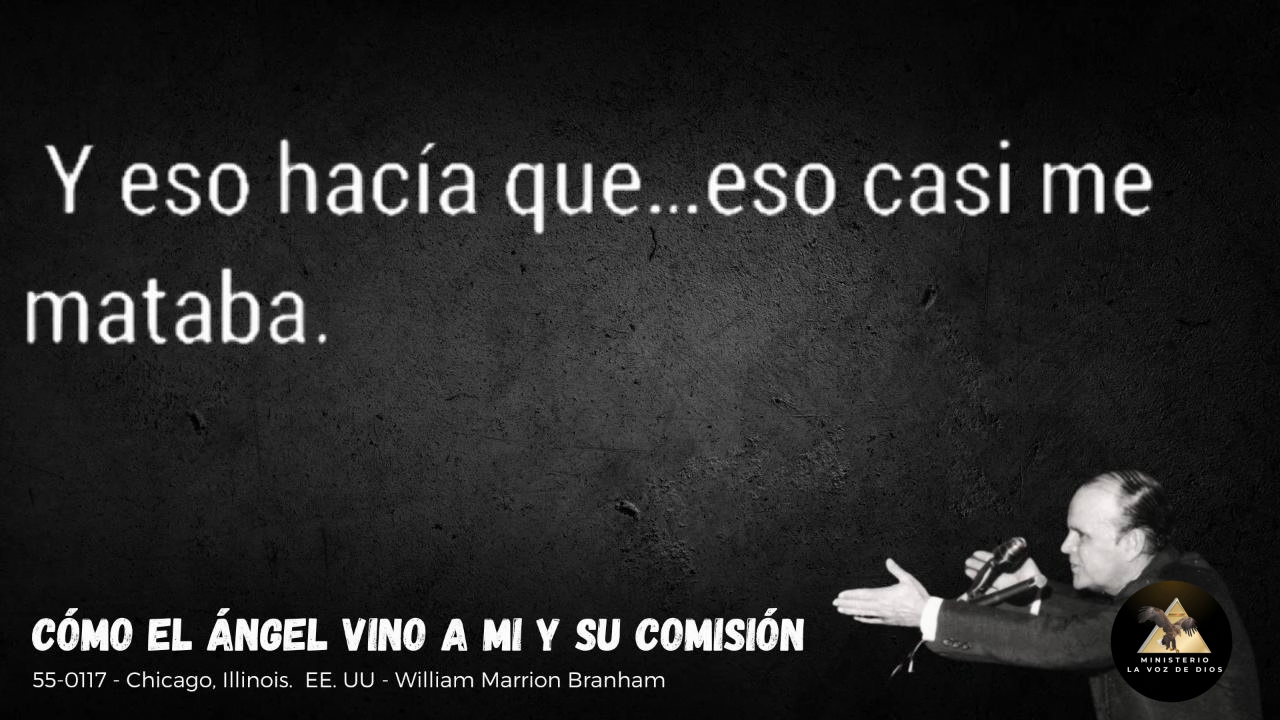 Y eso hacía que...eso casi me
mataba.
CÓMO EL ÁNGEL VINO A MI Y SU COMISIÓN
55-0117 - Chicago, Illinois. EE. UU - William Marrion Branham
MINISTERIO
LA VOZ DE DIOS